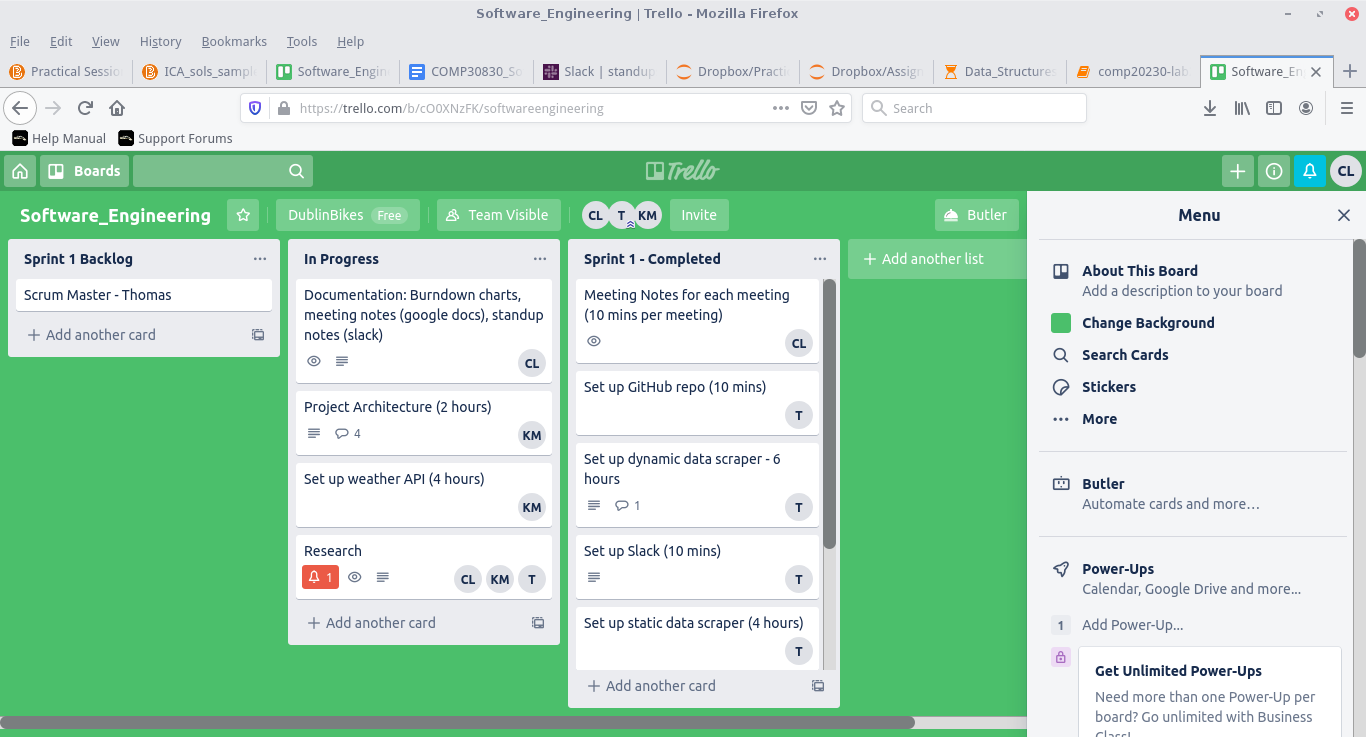 Software_Engineering | Trello - Mozilla Firefox
File Edit View History Bookmarks Tools Help
Practical Sessio ICA_sols_sampl Software_Engin COMP30830_So Slack | standup Dropbox/Practi Dropbox/Assign Data_Structures comp20230-lab Software_En
https://trello.com/b/cO0XNzFK/softwareengineering
Search
Help Manual Support Forums
Boards
Trello
CL
Software_Engineering
DublinBikes Free
Team Visible
CL T KM
Invite
Butler
Sprint 1 Backlog
Scrum Master - Thomas
Add another card
In Progress
Documentation: Burndown charts,
meeting notes (google docs), standup
notes (slack)
CL
Project Architecture (2 hours)
4
KM
Set up weather API (4 hours)
KM
Research
1
CL KM T
Add another card
Sprint 1 - Completed
Meeting Notes for each meeting
(10 mins per meeting)
CL
Set up GitHub repo (10 mins)
T
Set up dynamic data scraper - 6
hours
1
T
Set up Slack (10 mins)
T
Set up static data scraper (4 hours)
T
Add another card
Add another list
Menu
About This Board
Add a description to your board
Change Background
Search Cards
Stickers
More
Butler
Automate cards and more…
Power-Ups
Calendar, Google Drive and more…
1 Add Power-Up…
Get Unlimited Power-Ups
Need more than one Power-Up per
board? Go unlimited with Business
Class!